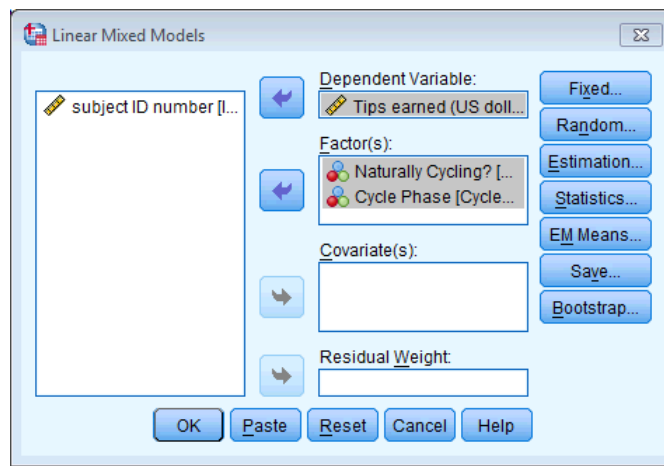 Linear Mixed Models
subject ID number [I...
Dependent Variable:
Tips earned (US doll...
Factor(s):
Naturally Cycling? [...
Cycle Phase [Cycle...
Covariate(s):
Residual Weight:
Fixed...
Random...
Estimation...
Statistics...
EM Means...
Save...
Bootstrap...
OK
Paste
Reset
Cancel
Help